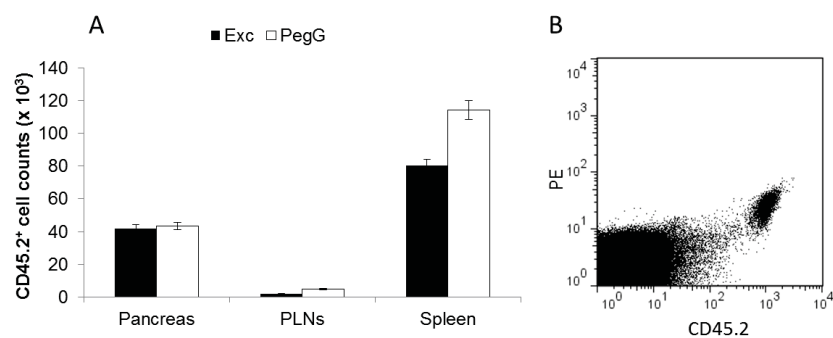 A
■ Exc □ PegG
CD45.2⁺ cell counts (x 10³)
140
120
100
80
60
40
20
0
Pancreas PLNs Spleen
B
PE
10⁴
10³
10²
10¹
10⁰
10⁰ 10¹ 10² 10³ 10⁴
CD45.2